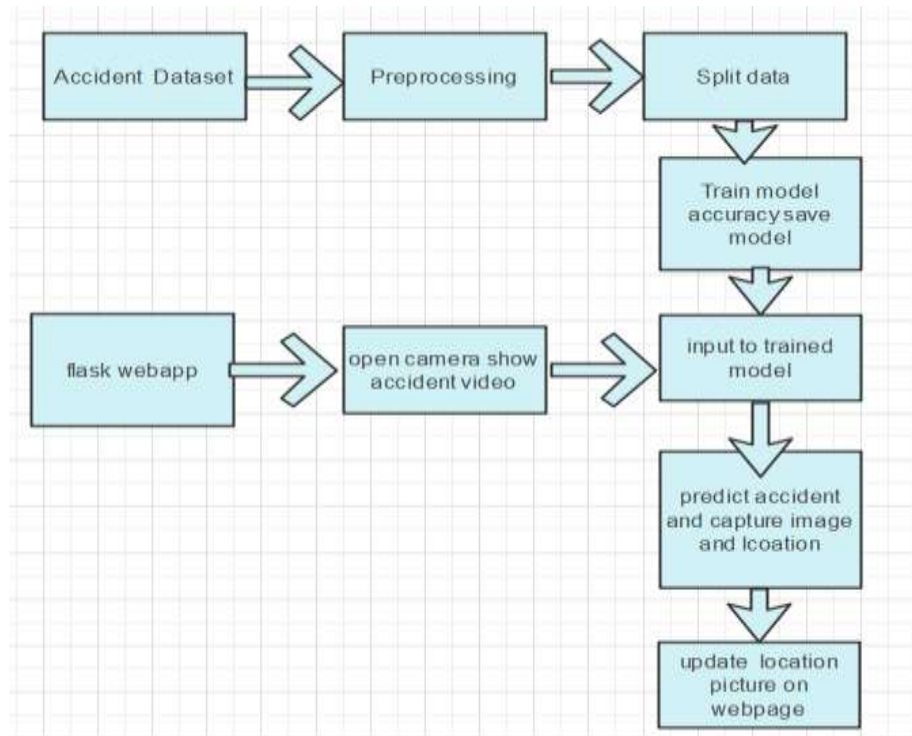 Accident Dataset
Preprocessing
Split data
Train model
accuracy save
model
flask webapp
open camera show
accident video
input to trained
model
predict accident
and capture image
and lcoation
update location
picture on
webpage